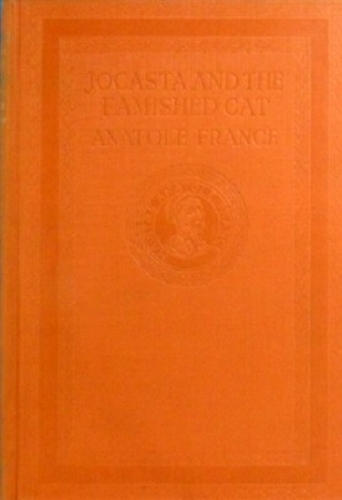 JOCASTA AND THE
FAMISHED CAT
ANATOLE FRANCE